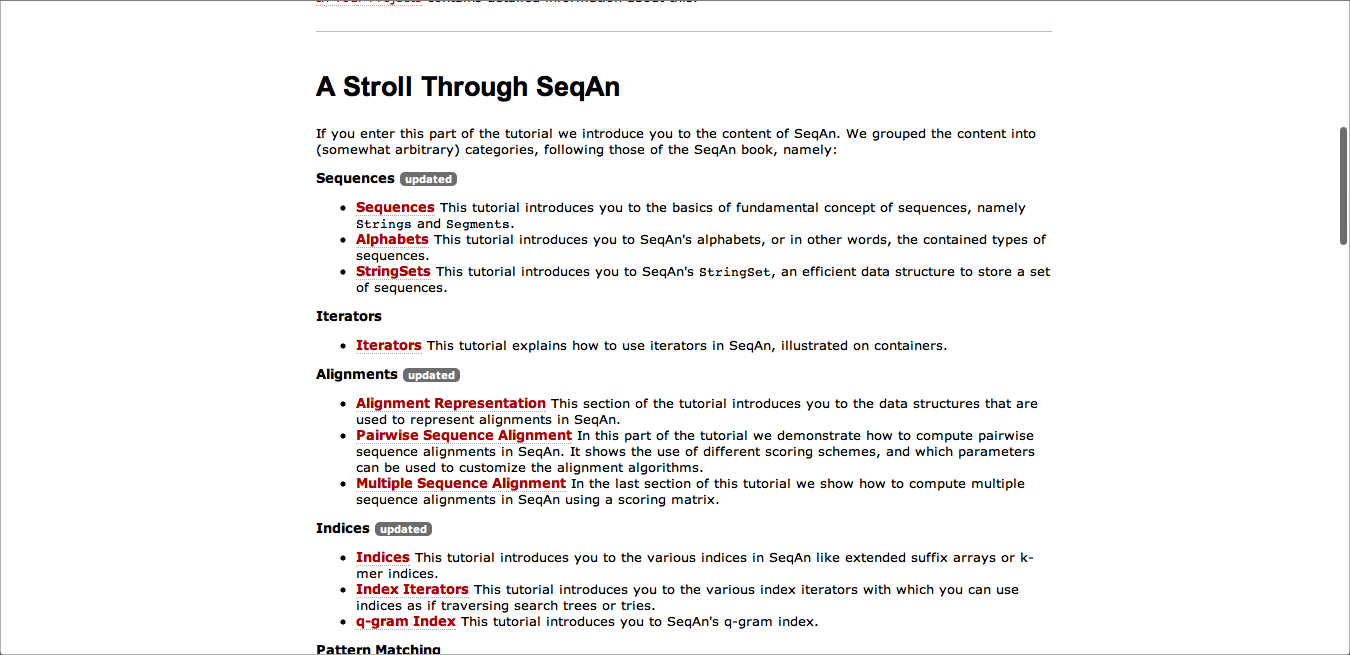 in Your Projects contains detailed information about this.
A Stroll Through SeqAn
If you enter this part of the tutorial we introduce you to the content of SeqAn. We grouped the content into
(somewhat arbitrary) categories, following those of the SeqAn book, namely:
Sequences updated
• Sequences This tutorial introduces you to the basics of fundamental concept of sequences, namely
Strings and Segments.
• Alphabets This tutorial introduces you to SeqAn's alphabets, or in other words, the contained types of
sequences.
• StringSets This tutorial introduces you to SeqAn's StringSet, an efficient data structure to store a set
of sequences.
Iterators
• Iterators This tutorial explains how to use iterators in SeqAn, illustrated on containers.
Alignments updated
• Alignment Representation This section of the tutorial introduces you to the data structures that are
used to represent alignments in SeqAn.
• Pairwise Sequence Alignment In this part of the tutorial we demonstrate how to compute pairwise
sequence alignments in SeqAn. It shows the use of different scoring schemes, and which parameters
can be used to customize the alignment algorithms.
• Multiple Sequence Alignment In the last section of this tutorial we show how to compute multiple
sequence alignments in SeqAn using a scoring matrix.
Indices updated
• Indices This tutorial introduces you to the various indices in SeqAn like extended suffix arrays or k-
mer indices.
• Index Iterators This tutorial introduces you to the various index iterators with which you can use
indices as if traversing search trees or tries.
• q-gram Index This tutorial introduces you to SeqAn's q-gram index.
Pattern Matching